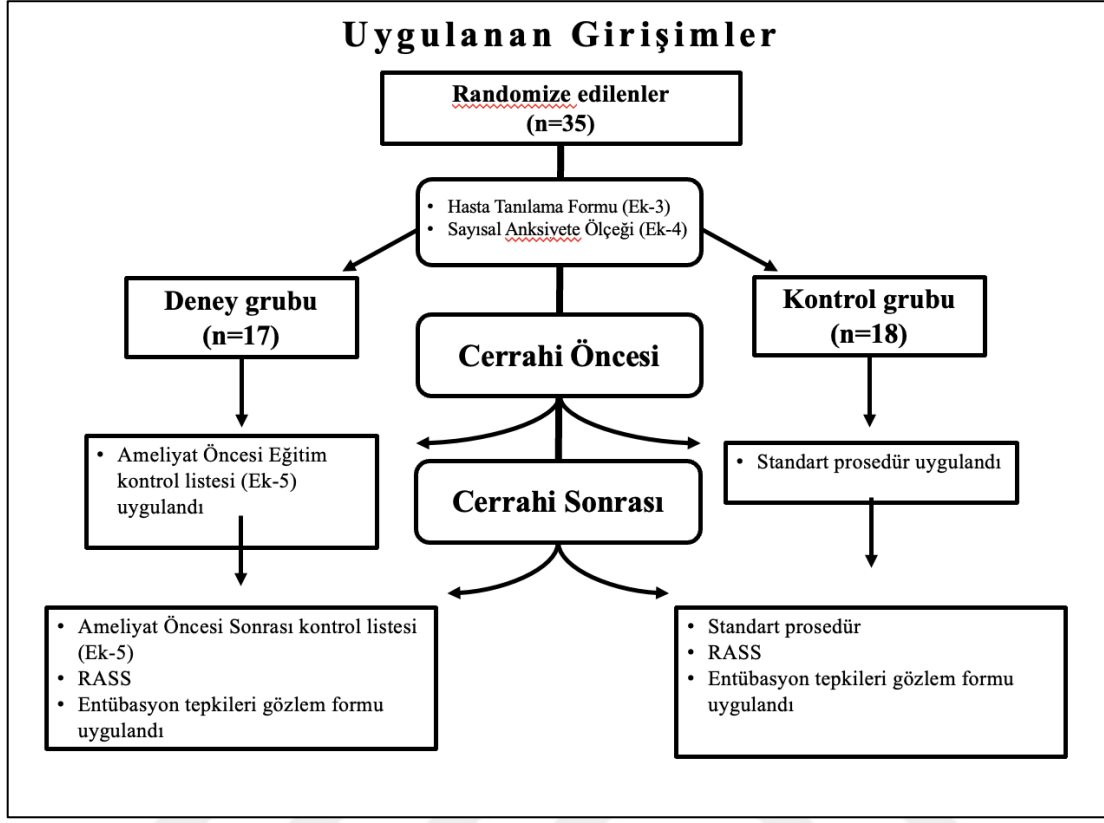 Uygulanan Girişimler
Randomize edilenler
(n=35)
• Hasta Tanılama Formu (Ek-3)
• Sayısal Anksiyete Ölçeği (Ek-4)
Deney grubu
(n=17)
Kontrol grubu
(n=18)
Cerrahi Öncesi
• Ameliyat Öncesi Eğitim
kontrol listesi (Ek-5)
uygulandı
• Standart prosedür uygulandı
Cerrahi Sonrası
• Ameliyat Öncesi Sonrası kontrol listesi
(Ek-5)
• RASS
• Entübasyon tepkileri gözlem formu
uygulandı
• Standart prosedür
• RASS
• Entübasyon tepkileri gözlem formu
uygulandı